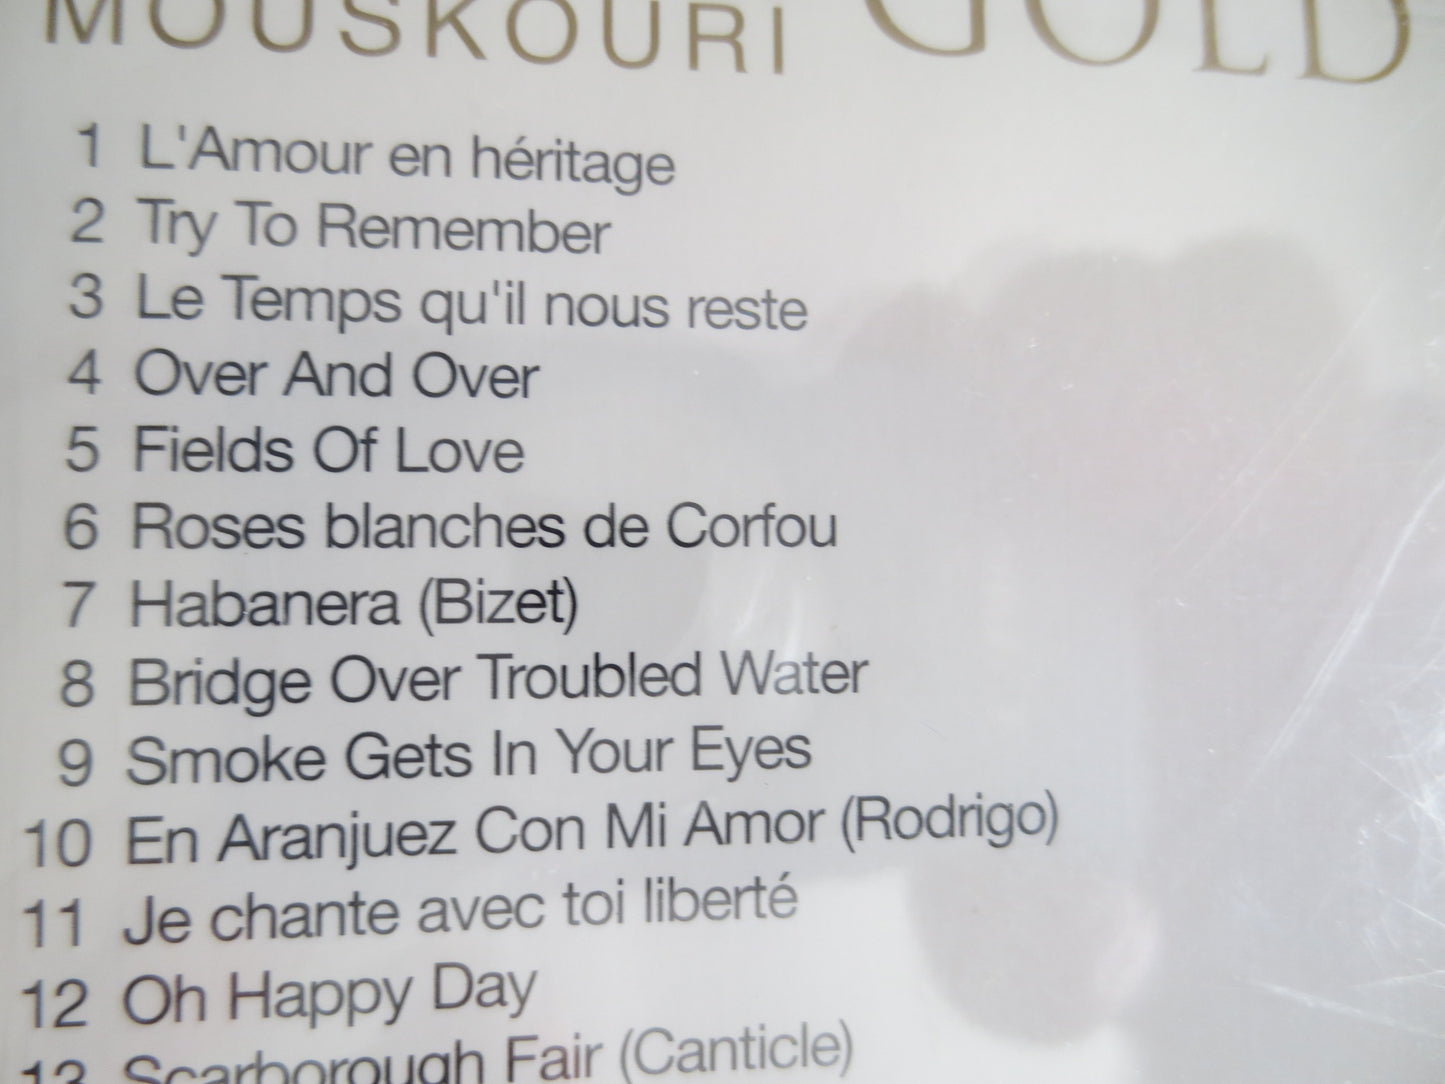 MOUSKOURI GOLD
1 L'Amour en héritage
2 Try To Remember
3 Le Temps qu'il nous reste
4 Over And Over
5 Fields Of Love
6 Roses blanches de Corfou
7 Habanera (Bizet)
8 Bridge Over Troubled Water
9 Smoke Gets In Your Eyes
10 En Aranjuez Con Mi Amor (Rodrigo)
11 Je chante avec toi liberté
12 Oh Happy Day
13 Scarborough Fair (Canticle)